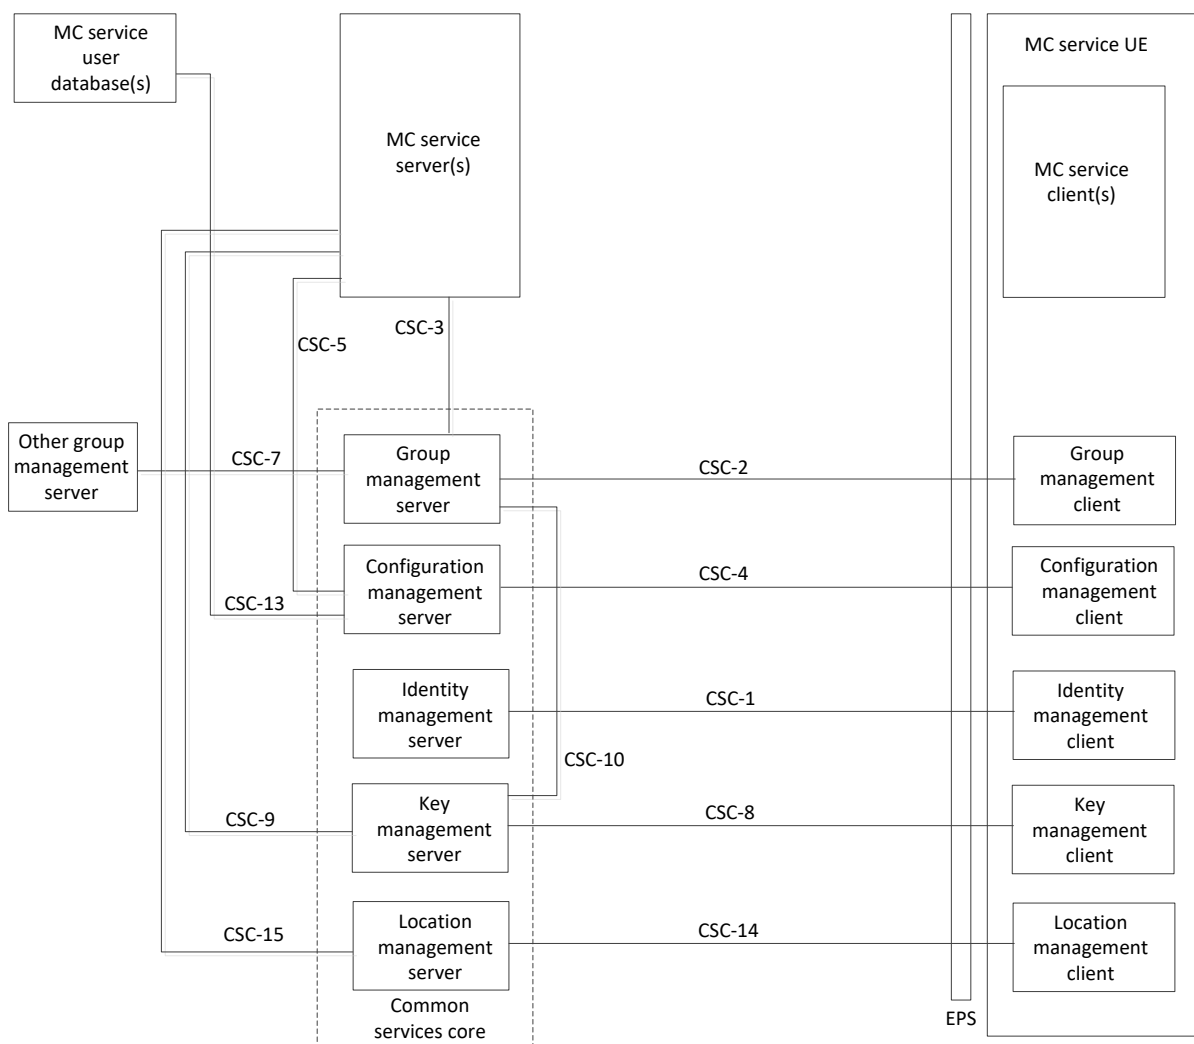 MC service
user
database(s)
MC service
server(s)
MC service UE
MC service
client(s)
CSC-3
CSC-5
Other group
management
server
CSC-7
Group
management
server
CSC-2
Group
management
client
Configuration
management
server
CSC-4
Configuration
management
client
CSC-13
Identity
management
server
CSC-1
Identity
management
client
CSC-10
CSC-9
Key
management
server
CSC-8
Key
management
client
CSC-15
Location
management
server
CSC-14
Location
management
client
Common
services core
EPS